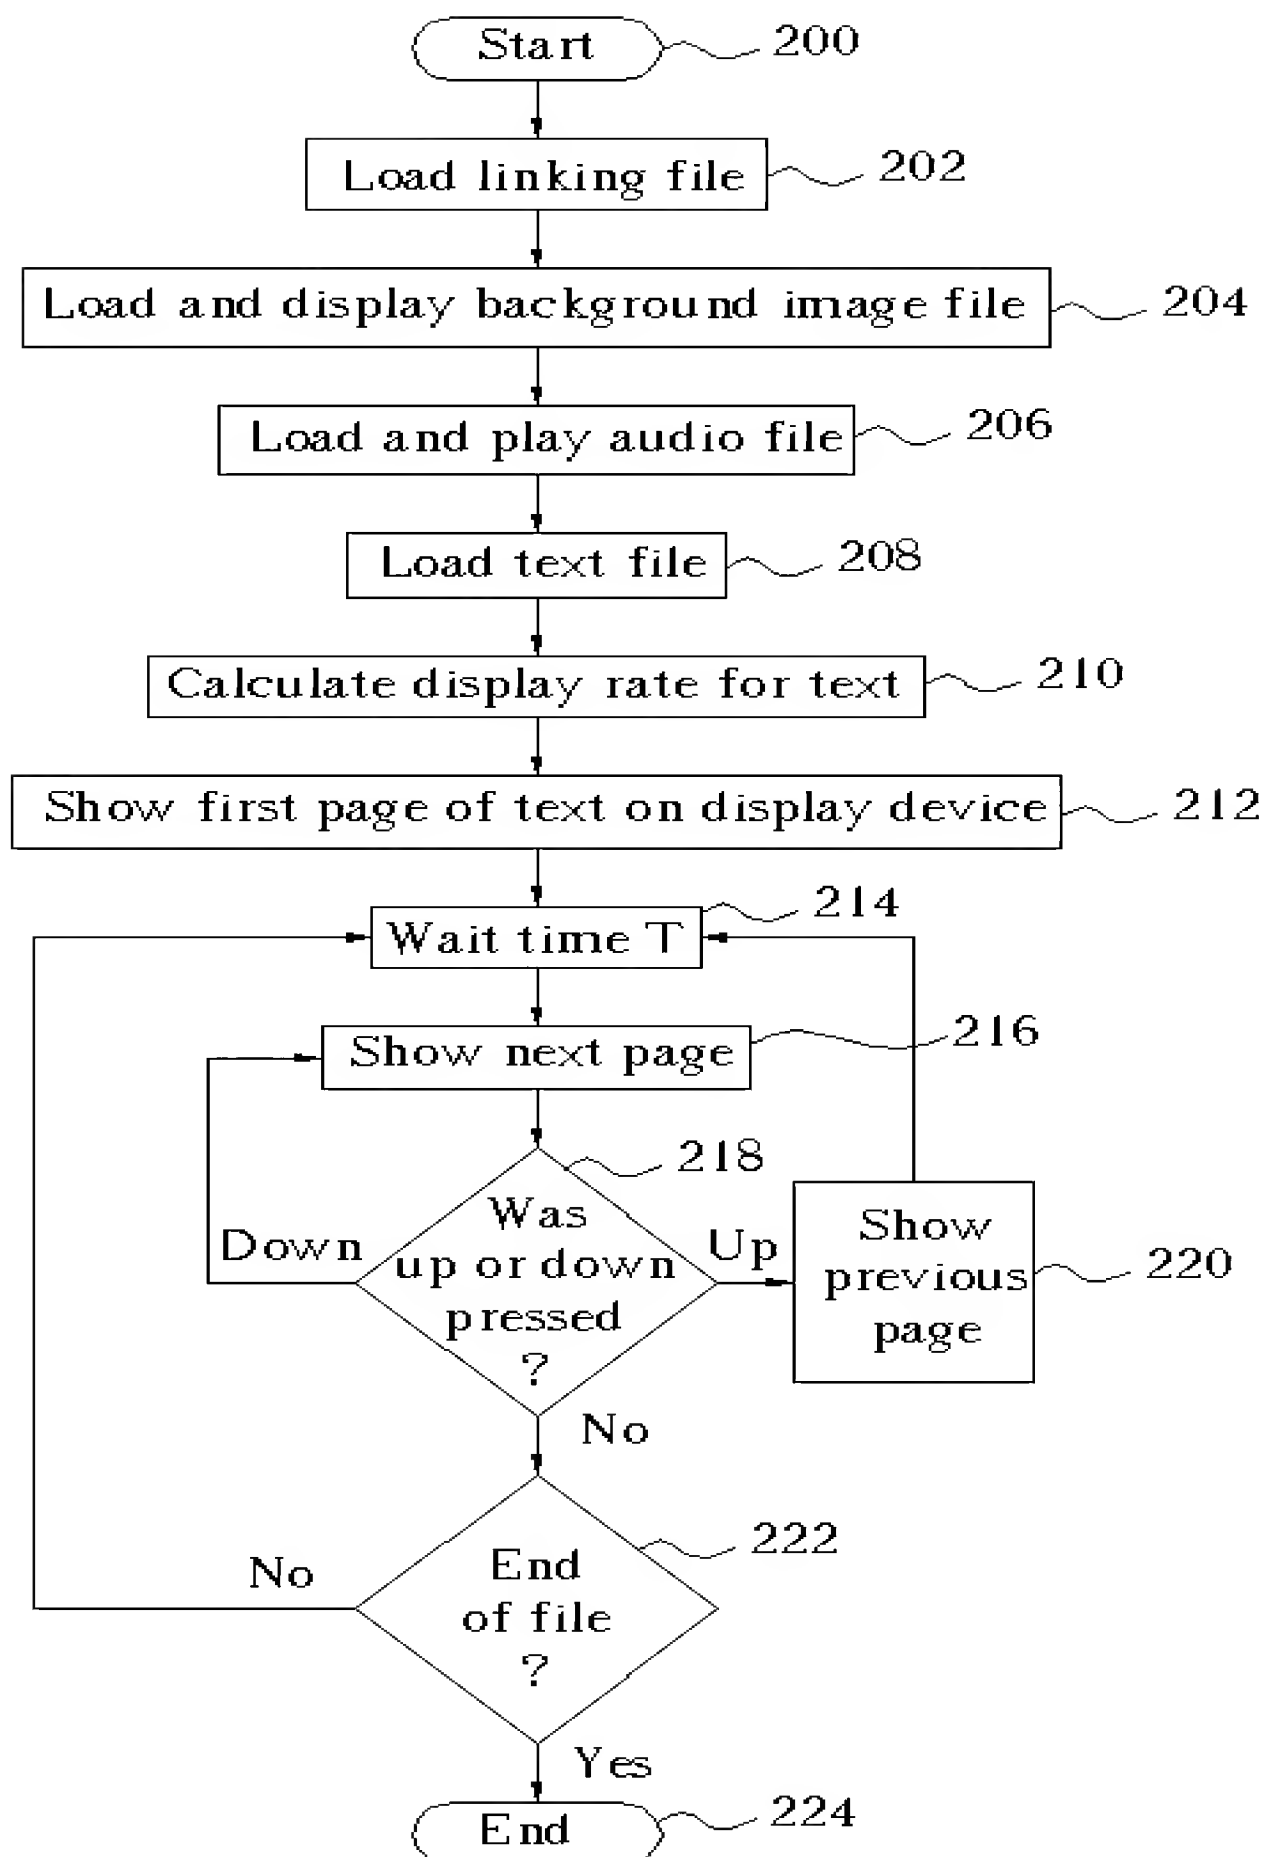 Start 200
Load linking file 202
Load and display background image file 204
Load and play audio file 206
Load text file 208
Calculate display rate for text 210
Show first page of text on display device 212
214
Wait time T
Show next page 216
218
Was
up or down
pressed
?
Down
Up
Show
previous
page
220
No
End
of file
?
222
No
Yes
End 224